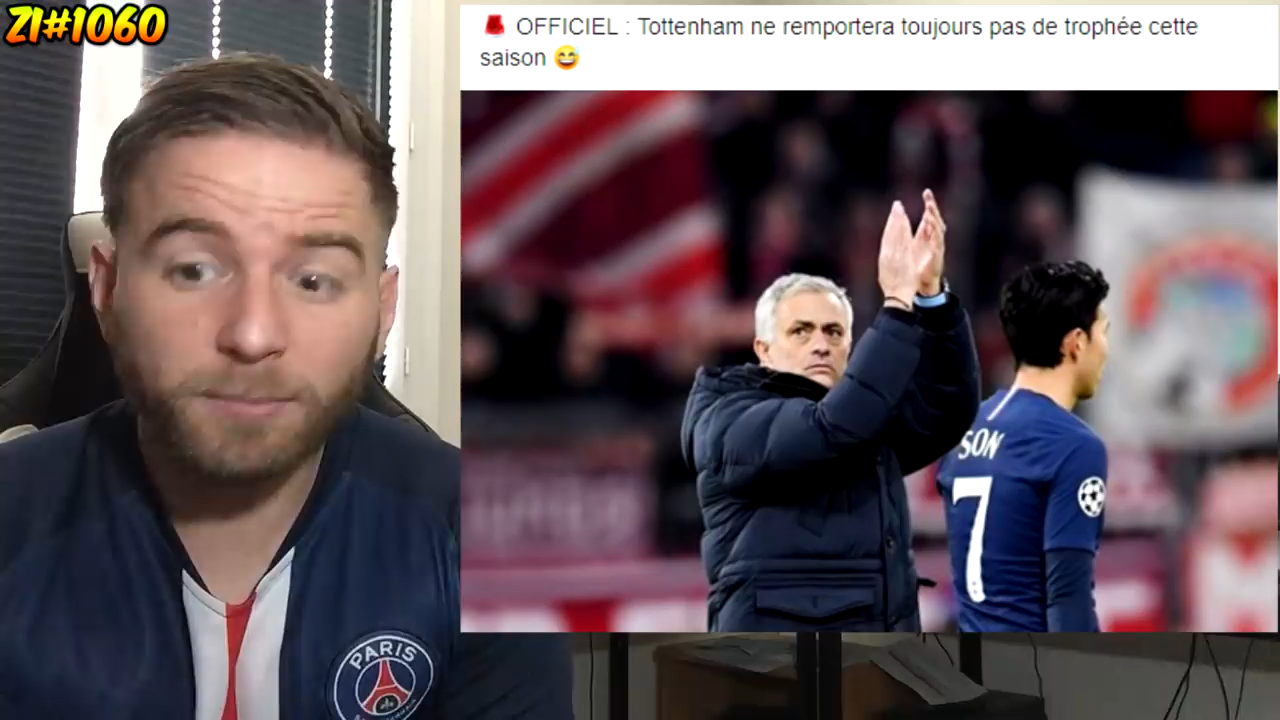 ZI#1060
🚨 OFFICIEL : Tottenham ne remportera toujours pas de trophée cette
saison 😅
SON
7
PARIS